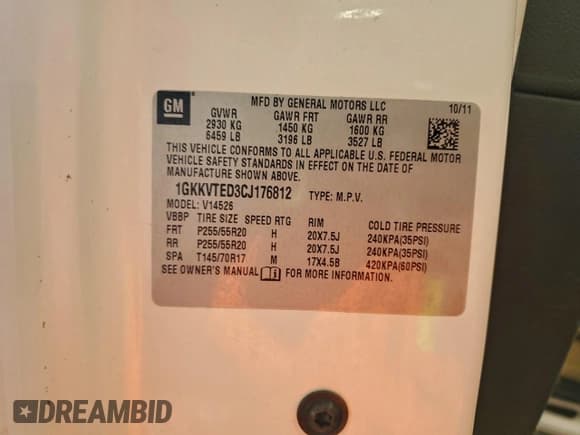 GM
MFD BY GENERAL MOTORS LLC 10/11
GVWR GAWR FRT GAWR RR
2930 KG 1450 KG 1600 KG
6459 LB 3196 LB 3527 LB
THIS VEHICLE CONFORMS TO ALL APPLICABLE U.S. FEDERAL MOTOR
VEHICLE SAFETY STANDARDS IN EFFECT ON THE DATE OF
MANUFACTURE SHOWN ABOVE.
1GKKVTED3CJ176812 TYPE: M.P.V.
MODEL: V14526
VBBP TIRE SIZE SPEED RTG RIM COLD TIRE PRESSURE
FRT P255/55R20 H 20X7.5J 240KPA(35PSI)
RR P255/55R20 H 20X7.5J 240KPA(35PSI)
SPA T145/70R17 M 17X4.5B 420KPA(60PSI)
SEE OWNER'S MANUAL FOR MORE INFORMATION.
DREAMBID